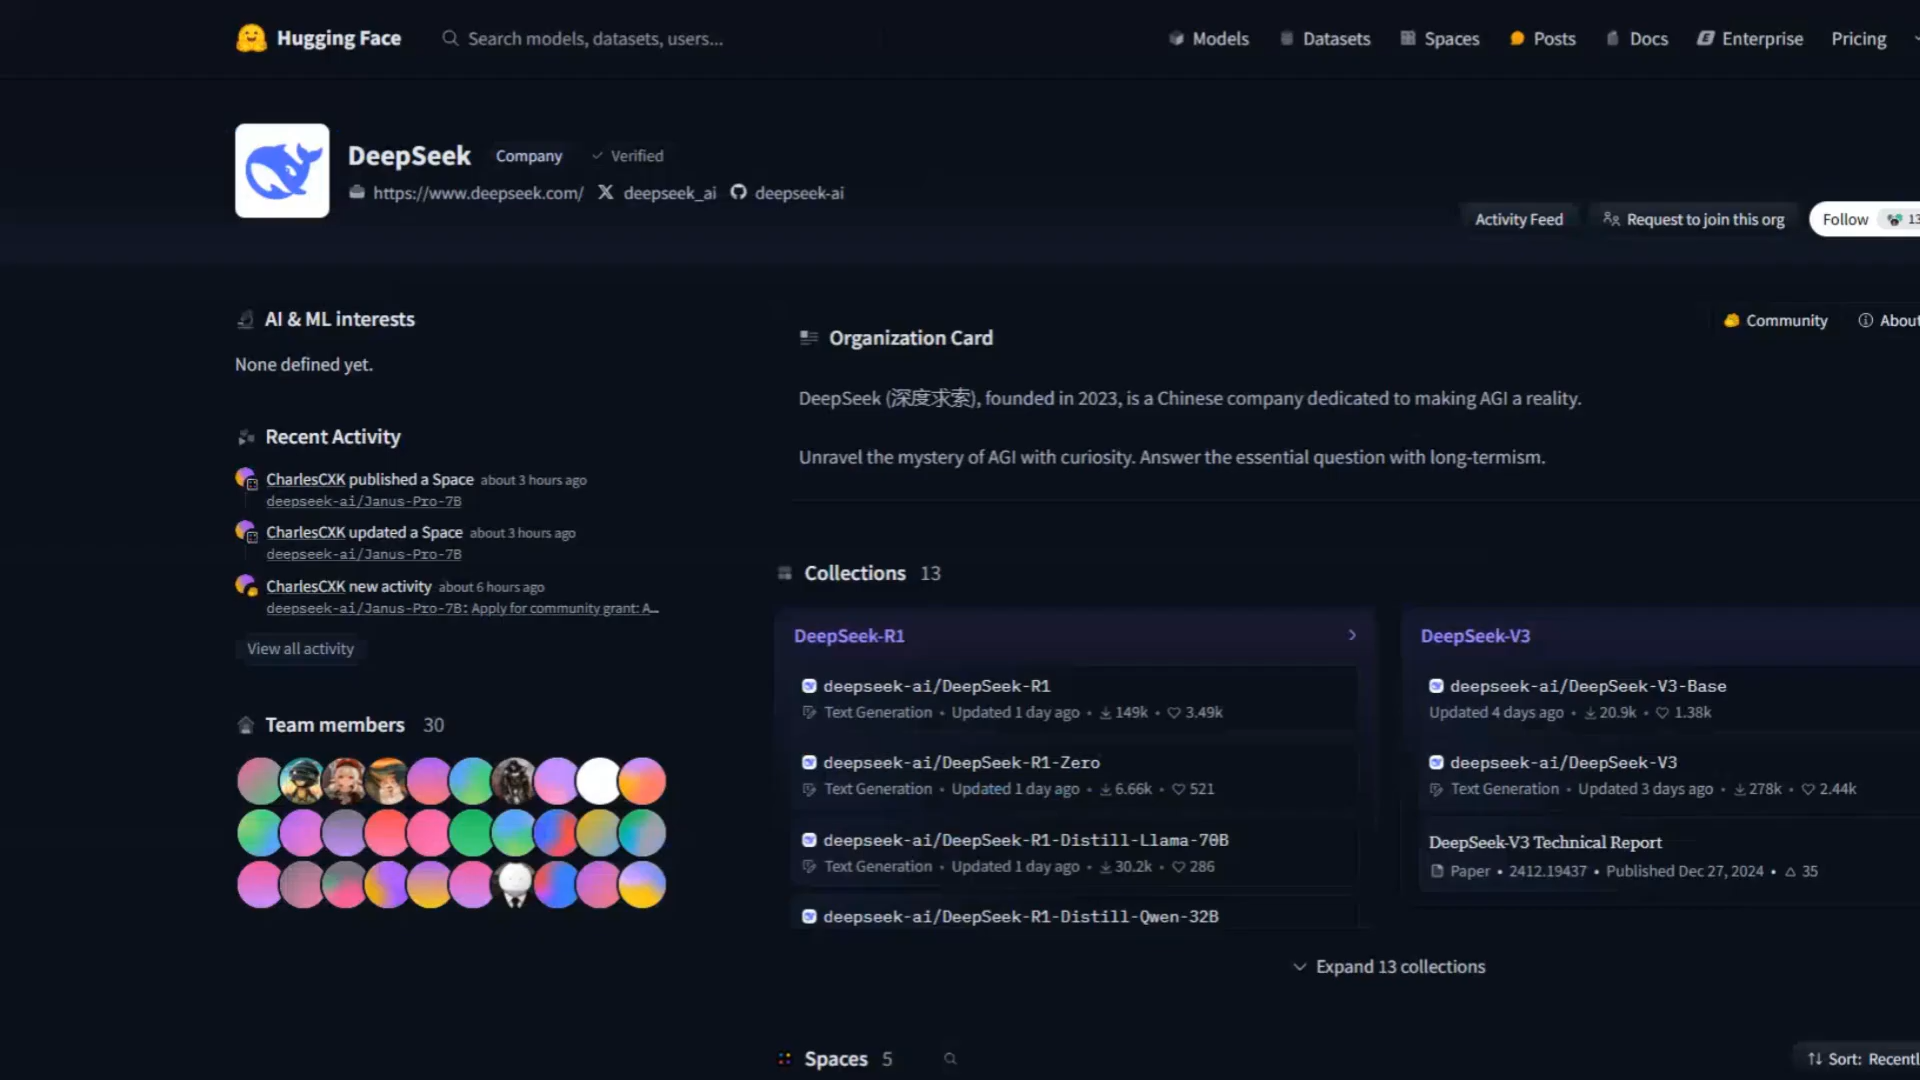 Hugging Face
Search models, datasets, users...
Models
Datasets
Spaces
Posts
Docs
Enterprise
Pricing
DeepSeek
Company
Verified
https://www.deepseek.com/
deepseek_ai
deepseek-ai
Activity Feed
Request to join this org
Follow
13
AI & ML interests
None defined yet.
Recent Activity
CharlesCXK published a Space about 3 hours ago
deepseek-ai/Janus-Pro-7B
CharlesCXK updated a Space about 3 hours ago
deepseek-ai/Janus-Pro-7B
CharlesCXK new activity about 6 hours ago
deepseek-ai/Janus-Pro-7B: Apply for community grant: A...
View all activity
Team members 30
Community
About
Organization Card
DeepSeek (深度求索), founded in 2023, is a Chinese company dedicated to making AGI a reality.
Unravel the mystery of AGI with curiosity. Answer the essential question with long-termism.
Collections 13
DeepSeek-R1
deepseek-ai/DeepSeek-R1
Text Generation • Updated 1 day ago • 149k • 3.49k
deepseek-ai/DeepSeek-R1-Zero
Text Generation • Updated 1 day ago • 6.66k • 521
deepseek-ai/DeepSeek-R1-Distill-Llama-70B
Text Generation • Updated 1 day ago • 30.2k • 286
deepseek-ai/DeepSeek-R1-Distill-Qwen-32B
DeepSeek-V3
deepseek-ai/DeepSeek-V3-Base
Updated 4 days ago • 20.9k • 1.38k
deepseek-ai/DeepSeek-V3
Text Generation • Updated 3 days ago • 278k • 2.44k
DeepSeek-V3 Technical Report
Paper • 2412.19437 • Published Dec 27, 2024 • 35
Expand 13 collections
Spaces 5
Sort: Recentl